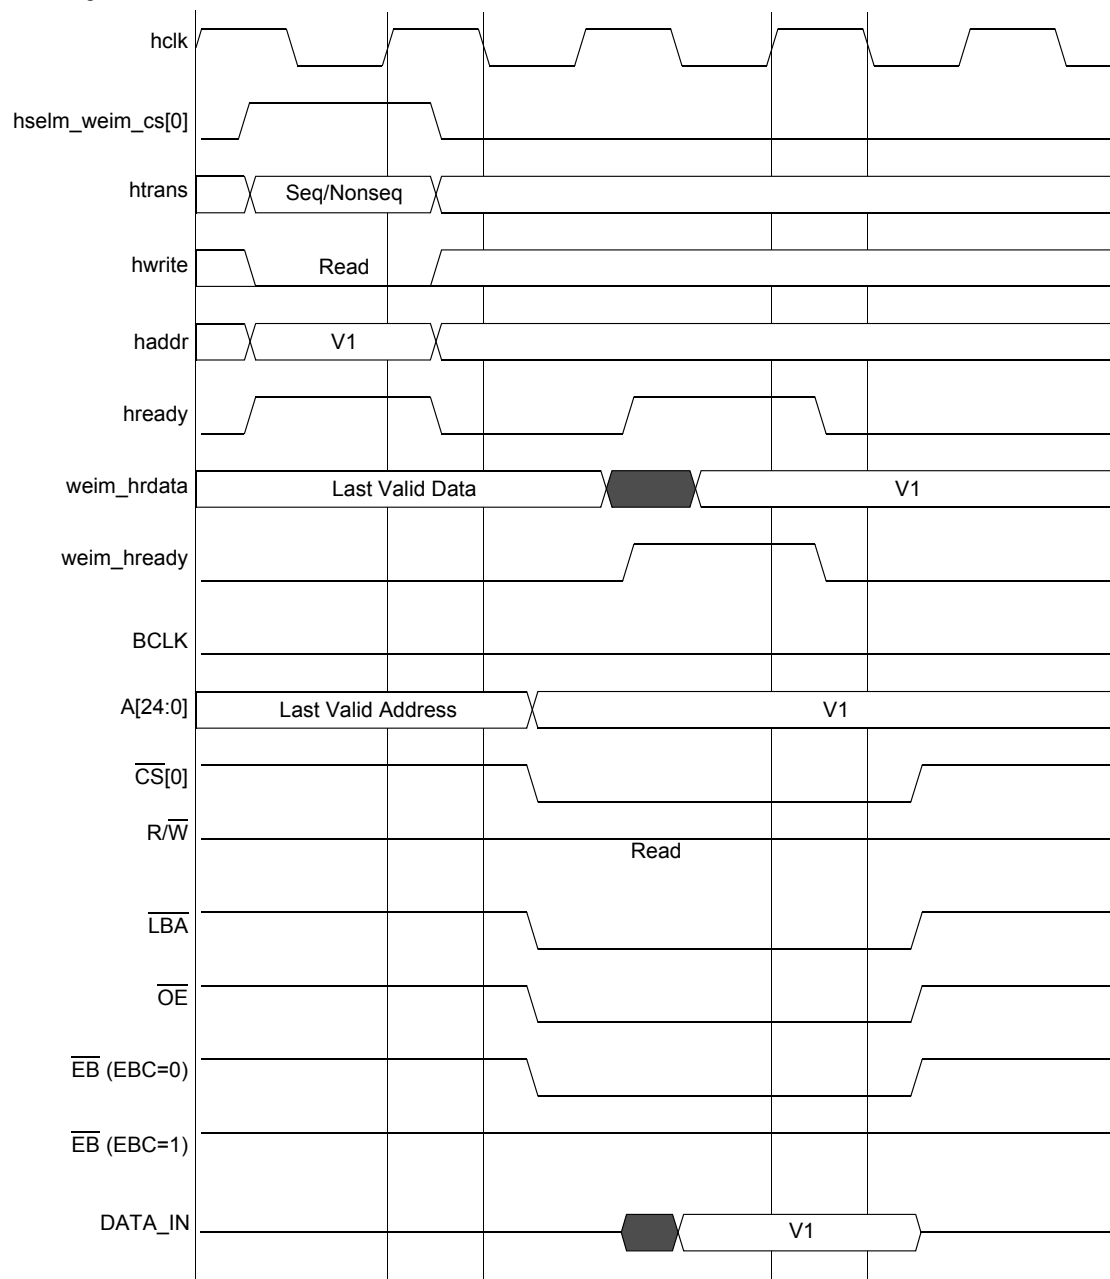 hclk
hselm_weim_cs[0]
htrans Seq/Nonseq
hwrite Read
haddr V1
hready
weim_hrdata Last Valid Data V1
weim_hready
BCLK
A[24:0] Last Valid Address V1
CS[0]
R/W
Read
LBA
OE
EB (EBC=0)
EB (EBC=1)
DATA_IN V1